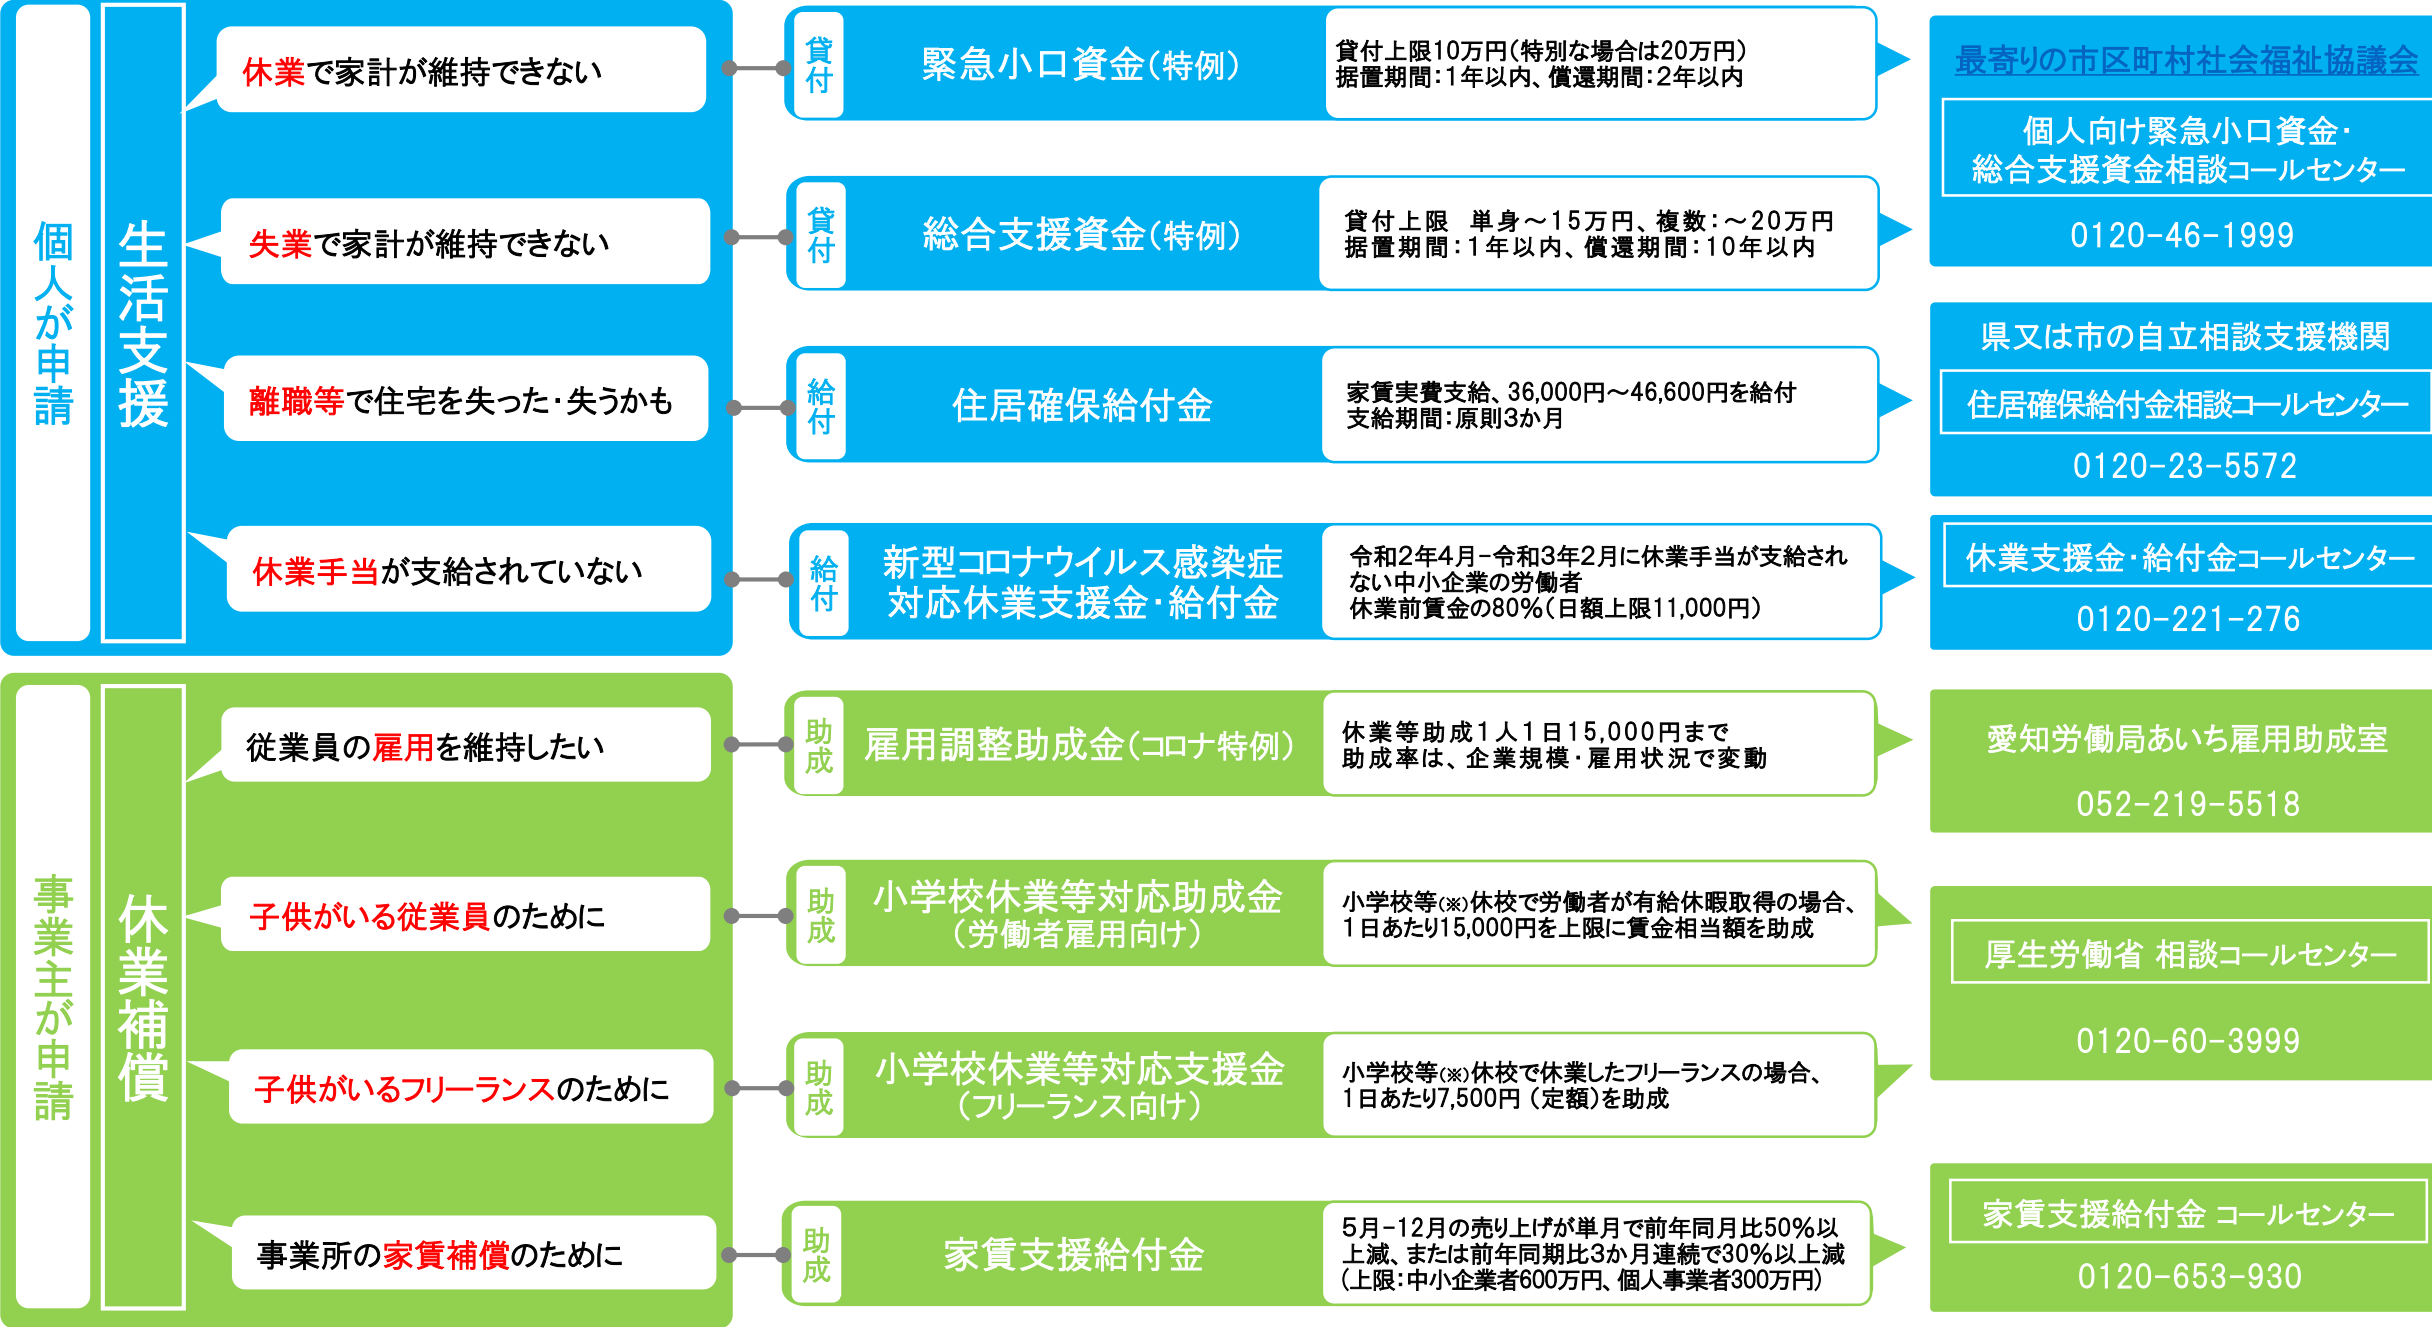 個人が申請
生活支援
休業で家計が維持できない
貸付
緊急小口資金（特例）
貸付上限10万円（特別な場合は20万円）
据置期間：1年以内、償還期間：2年以内
失業で家計が維持できない
貸付
総合支援資金（特例）
貸付上限　単身～15万円、複数：～20万円
据置期間：1年以内、償還期間：10年以内
最寄りの市区町村社会福祉協議会
個人向け緊急小口資金・
総合支援資金相談コールセンター
0120-46-1999
離職等で住宅を失った・失うかも
給付
住居確保給付金
家賃実費支給、36,000円～46,600円を給付
支給期間：原則３か月
県又は市の自立相談支援機関
住居確保給付金相談コールセンター
0120-23-5572
休業手当が支給されていない
給付
新型コロナウイルス感染症
対応休業支援金・給付金
令和２年４月-令和３年２月に休業手当が支給され
ない中小企業の労働者
休業前賃金の80％（日額上限11,000円）
休業支援金・給付金コールセンター
0120-221-276
事業主が申請
休業補償
従業員の雇用を維持したい
助成
雇用調整助成金（コロナ特例）
休業等助成１人１日15,000円まで
助成率は、企業規模・雇用状況で変動
愛知労働局あいち雇用助成室
052-219-5518
子供がいる従業員のために
助成
小学校休業等対応助成金
（労働者雇用向け）
小学校等（※）休校で労働者が有給休暇取得の場合、
１日あたり15,000円を上限に賃金相当額を助成
子供がいるフリーランスのために
助成
小学校休業等対応支援金
（フリーランス向け）
小学校等（※）休校で休業したフリーランスの場合、
１日あたり7,500円（定額）を助成
厚生労働省 相談コールセンター
0120-60-3999
事業所の家賃補償のために
助成
家賃支援給付金
５月-12月の売り上げが単月で前年同月比50％以
上減、または前年同期比３か月連続で30％以上減
（上限：中小企業者600万円、個人事業者300万円）
家賃支援給付金 コールセンター
0120-653-930